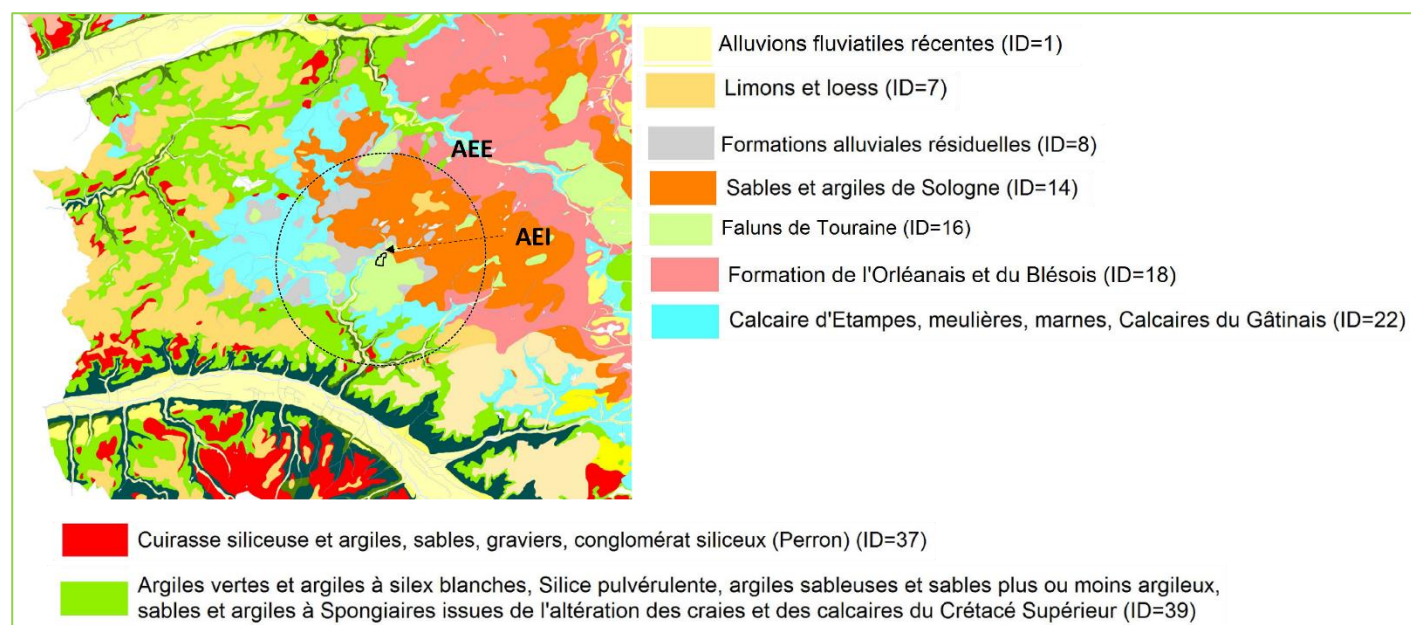 AEE
AEI
Alluvions fluviatiles récentes (ID=1)
Limons et loess (ID=7)
Formations alluviales résiduelles (ID=8)
Sables et argiles de Sologne (ID=14)
Faluns de Touraine (ID=16)
Formation de l'Orléanais et du Blésois (ID=18)
Calcaire d'Etampes, meulières, marnes, Calcaires du Gâtinais (ID=22)
Cuirasse siliceuse et argiles, sables, graviers, conglomérat siliceux (Perron) (ID=37)
Argiles vertes et argiles à silex blanches, Silice pulvérulente, argiles sableuses et sables plus ou moins argileux,
sables et argiles à Spongiaires issues de l'altération des craies et des calcaires du Crétacé Supérieur (ID=39)